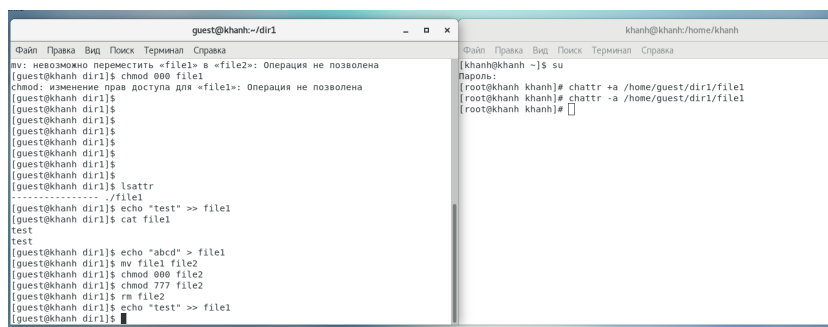 guest@khanh:~/dir1
Файл Правка Вид Поиск Терминал Справка
mv: невозможно переместить «file1» в «file2»: Операция не позволена
[guest@khanh dir1]$ chmod 000 file1
chmod: изменение прав доступа для «file1»: Операция не позволена
[guest@khanh dir1]$
[guest@khanh dir1]$
[guest@khanh dir1]$
[guest@khanh dir1]$
[guest@khanh dir1]$
[guest@khanh dir1]$
[guest@khanh dir1]$
[guest@khanh dir1]$
[guest@khanh dir1]$ lsattr
---------------- ./file1
[guest@khanh dir1]$ echo "test" >> file1
[guest@khanh dir1]$ cat file1
test
test
[guest@khanh dir1]$ echo "abcd" > file1
[guest@khanh dir1]$ mv file1 file2
[guest@khanh dir1]$ chmod 000 file2
[guest@khanh dir1]$ chmod 777 file2
[guest@khanh dir1]$ rm file2
[guest@khanh dir1]$ echo "test" >> file1
[guest@khanh dir1]$
khanh@khanh:/home/khanh
Файл Правка Вид Поиск Терминал Справка
[khanh@khanh ~]$ su
Пароль:
[root@khanh khanh]# chattr +a /home/guest/dir1/file1
[root@khanh khanh]# chattr -a /home/guest/dir1/file1
[root@khanh khanh]#